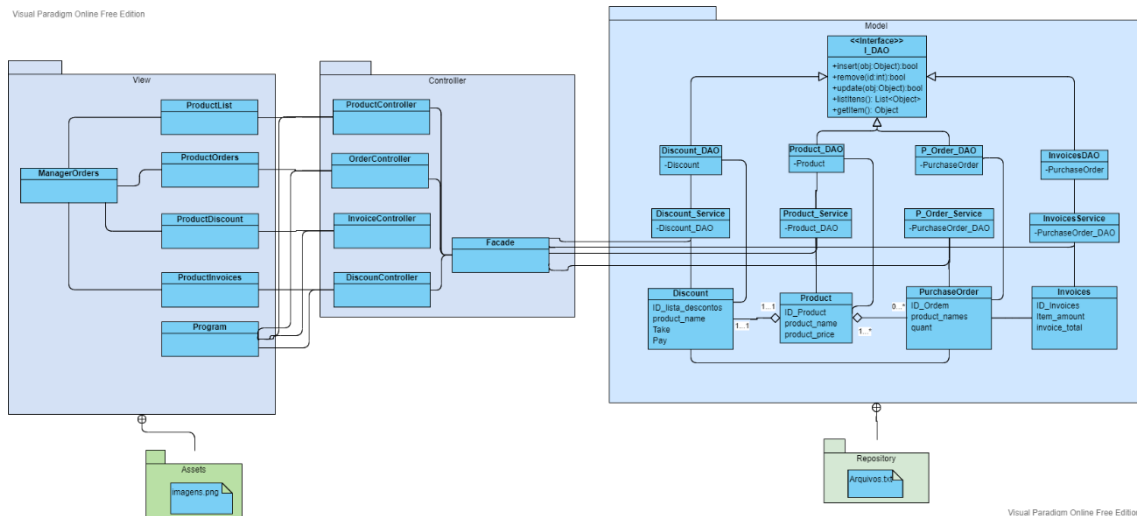 Visual Paradigm Online Free Edition
View
ProductList
ProductOrders
ManagerOrders
ProductDiscount
ProductInvoices
Program
Assets
imagens.png
Controller
ProductController
OrderController
InvoiceController
DiscounController
Facade
Model
<<Interface>>
I_DAO
+insert(obj:Object):bool
+remove(id:int):bool
+update(obj:Object):bool
+listItens(): List<Object>
+getItem(): Object
Discount_DAO
-Discount
Product_DAO
-Product
P_Order_DAO
-PurchaseOrder
InvoicesDAO
-PurchaseOrder
Discount_Service
-Discount_DAO
Product_Service
-Product_DAO
P_Order_Service
-PurchaseOrder_DAO
InvoicesService
-PurchaseOrder_DAO
Discount
ID_lista_descontos
product_name
Take
Pay
1...1
1...1
Product
ID_Product
product_name
product_price
0...*
1...*
PurchaseOrder
ID_Ordem
product_names
quant
Invoices
ID_Invoices
Item_amount
invoice_total
Repository
Arquivos.txt
Visual Paradigm Online Free Edition